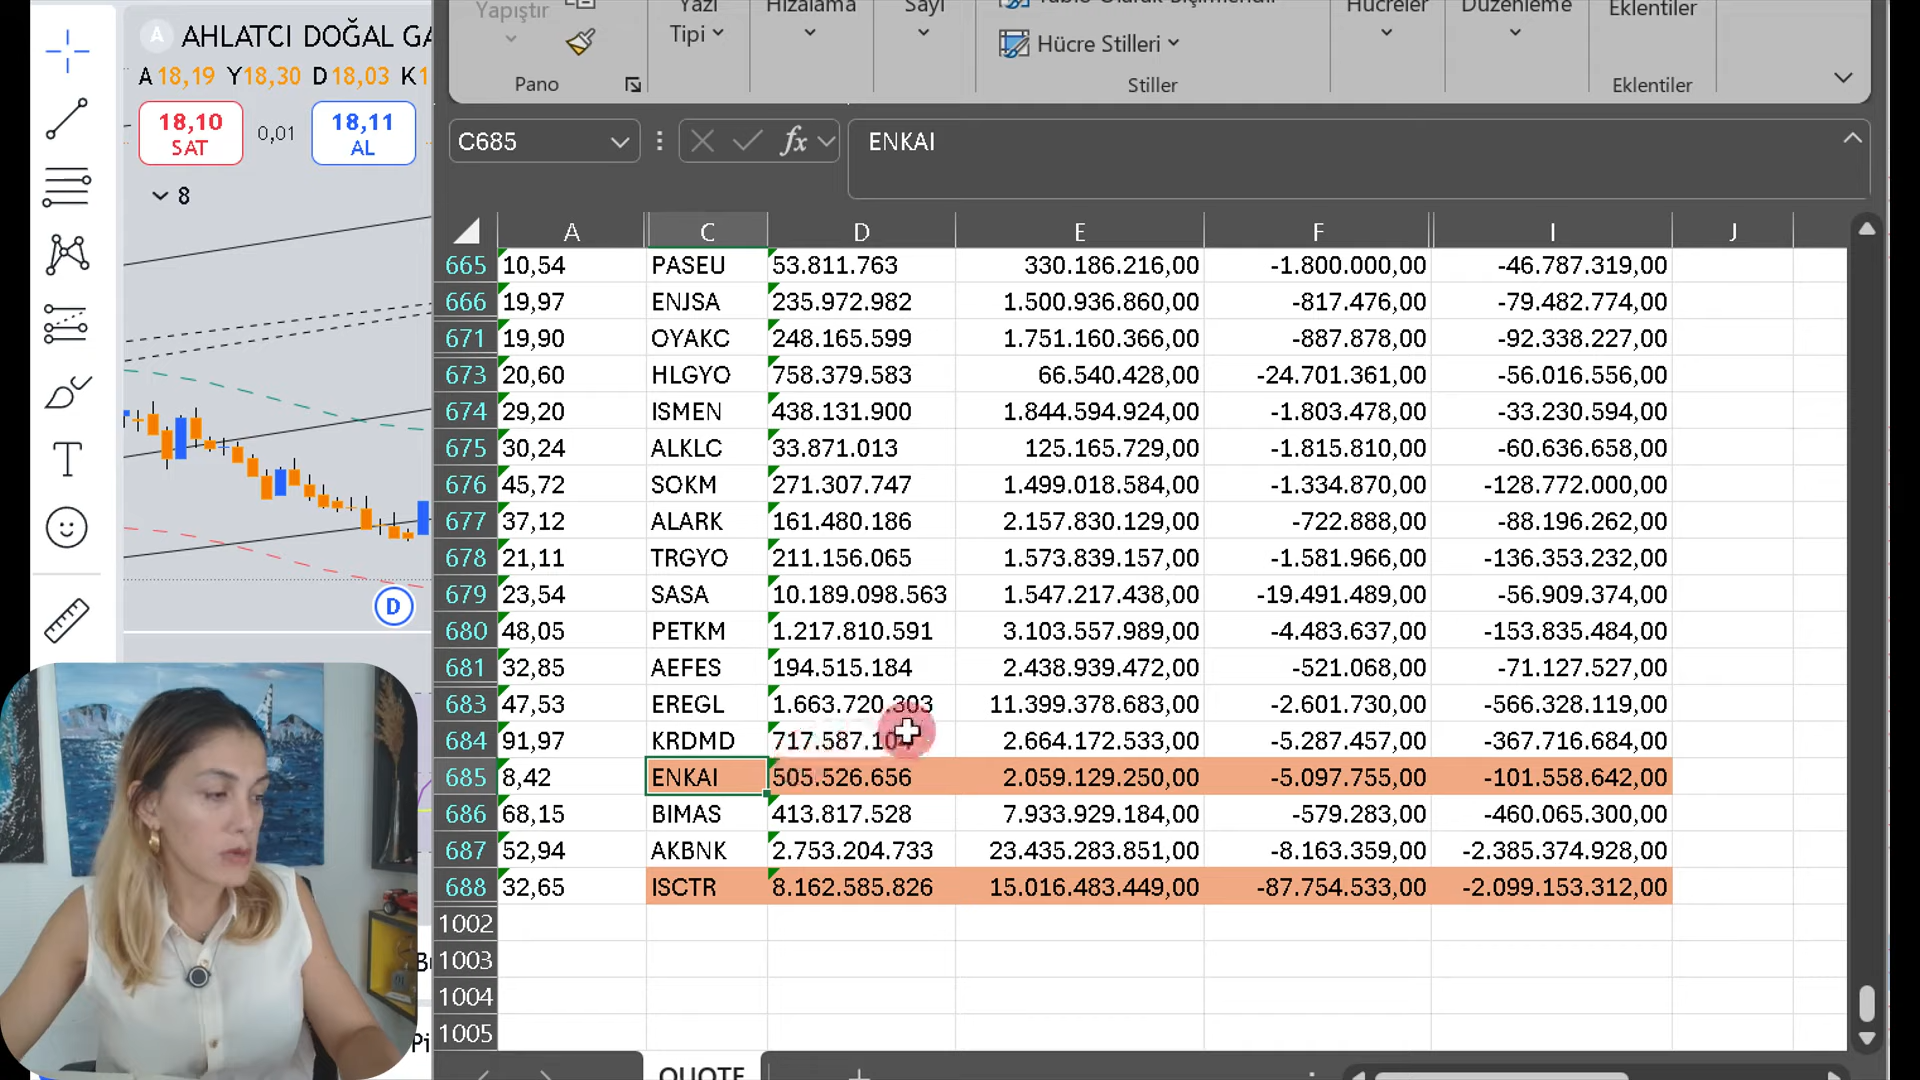 A AHLATCI DOĞAL GA
A18,19 Y18,30 D18,03 K1
18,10 SAT 0,01 18,11 AL
8
D
Yapıştır
Pano
Yazı Tipi
Hizalama
Sayı
Hücre Stilleri
Stiller
Hücreler
Düzenleme
Eklentiler
Eklentiler
C685 fx ENKAI
A C D E F I J
665 10,54 PASEU 53.811.763 330.186.216,00 -1.800.000,00 -46.787.319,00
666 19,97 ENJSA 235.972.982 1.500.936.860,00 -817.476,00 -79.482.774,00
671 19,90 OYAKC 248.165.599 1.751.160.366,00 -887.878,00 -92.338.227,00
673 20,60 HLGYO 758.379.583 66.540.428,00 -24.701.361,00 -56.016.556,00
674 29,20 ISMEN 438.131.900 1.844.594.924,00 -1.803.478,00 -33.230.594,00
675 30,24 ALKLC 33.871.013 125.165.729,00 -1.815.810,00 -60.636.658,00
676 45,72 SOKM 271.307.747 1.499.018.584,00 -1.334.870,00 -128.772.000,00
677 37,12 ALARK 161.480.186 2.157.830.129,00 -722.888,00 -88.196.262,00
678 21,11 TRGYO 211.156.065 1.573.839.157,00 -1.581.966,00 -136.353.232,00
679 23,54 SASA 10.189.098.563 1.547.217.438,00 -19.491.489,00 -56.909.374,00
680 48,05 PETKM 1.217.810.591 3.103.557.989,00 -4.483.637,00 -153.835.484,00
681 32,85 AEFES 194.515.184 2.438.939.472,00 -521.068,00 -71.127.527,00
683 47,53 EREGL 1.663.720.303 11.399.378.683,00 -2.601.730,00 -566.328.119,00
684 91,97 KRDMD 717.587.104 2.664.172.533,00 -5.287.457,00 -367.716.684,00
685 8,42 ENKAI 505.526.656 2.059.129.250,00 -5.097.755,00 -101.558.642,00
686 68,15 BIMAS 413.817.528 7.933.929.184,00 -579.283,00 -460.065.300,00
687 52,94 AKBNK 2.753.204.733 23.435.283.851,00 -8.163.359,00 -2.385.374.928,00
688 32,65 ISCTR 8.162.585.826 15.016.483.449,00 -87.754.533,00 -2.099.153.312,00
1002
1003
1004
1005
QUOTE